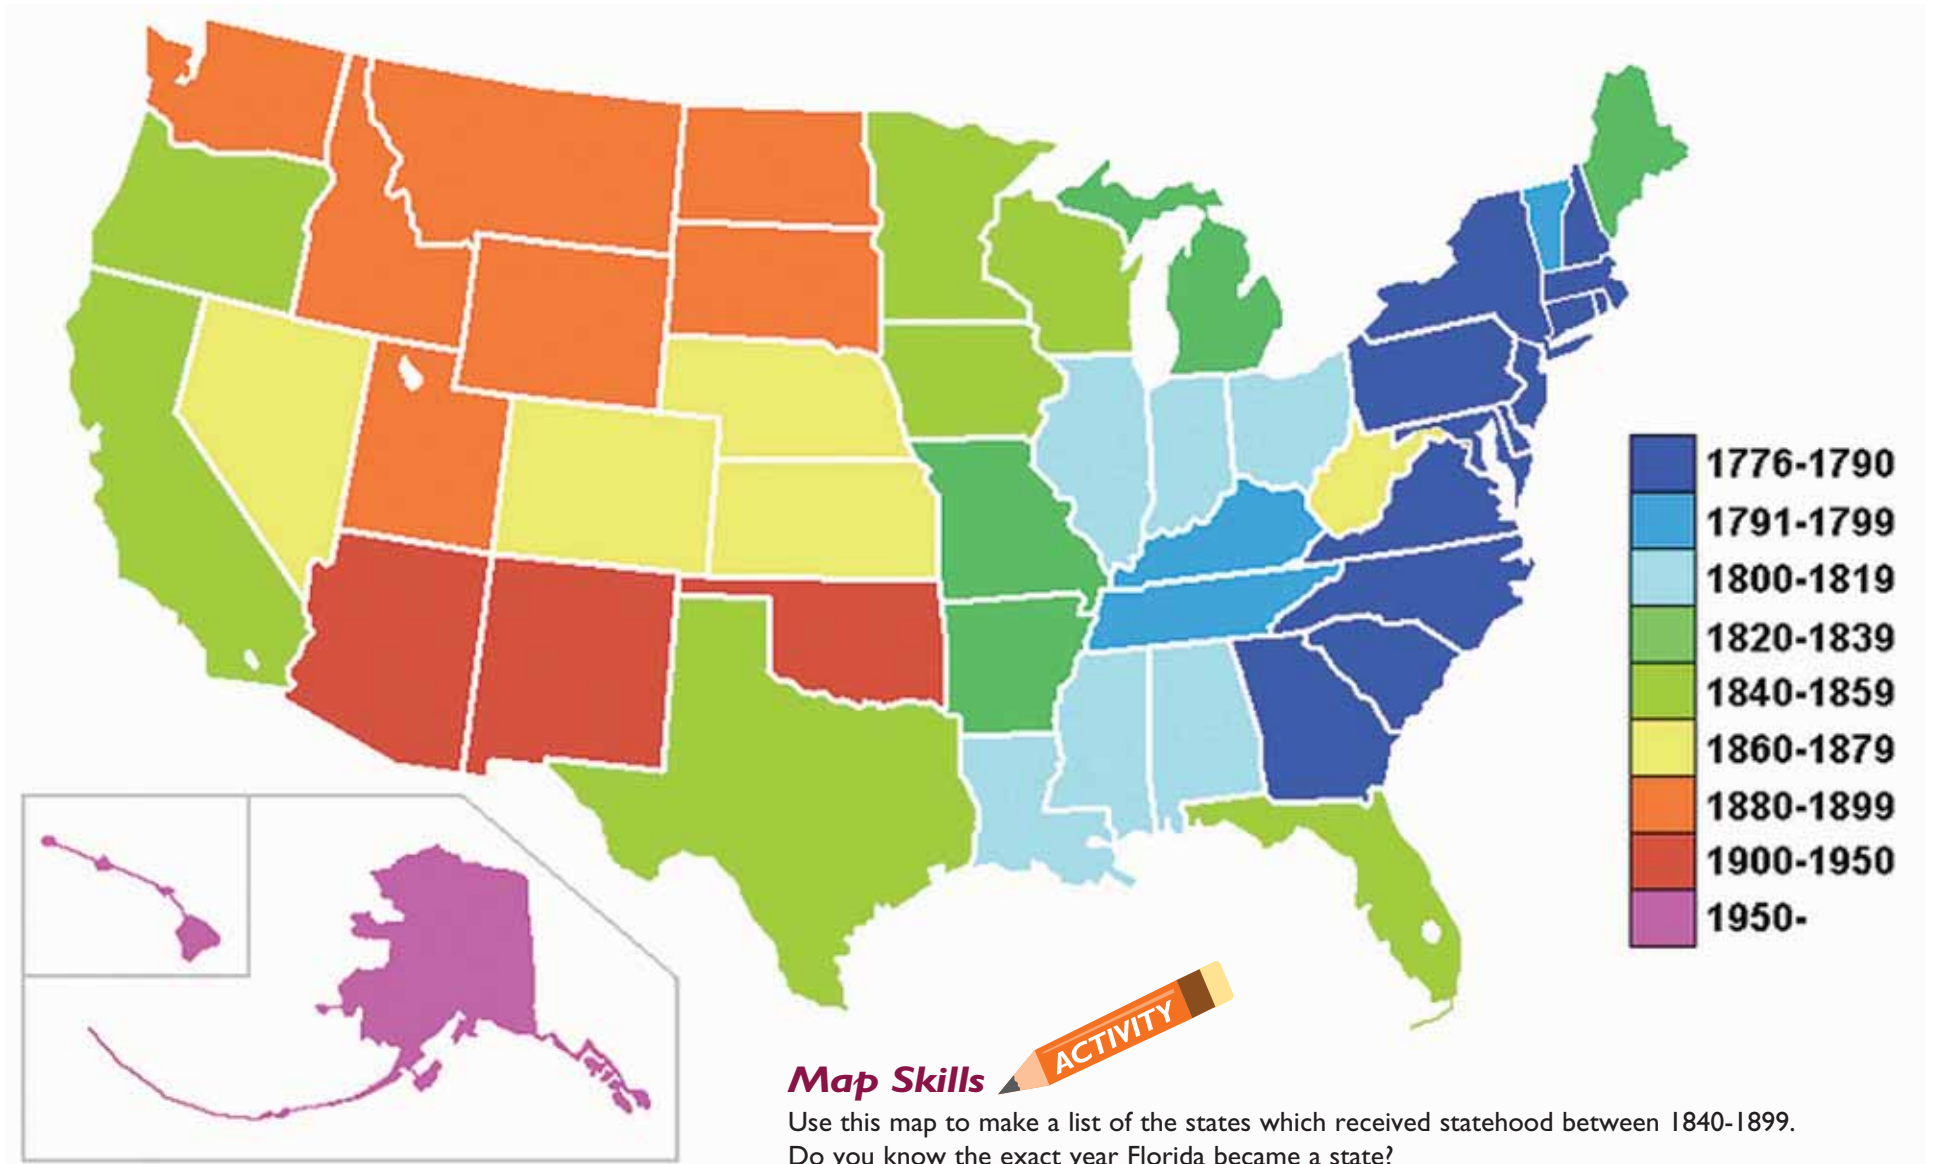 1776-1790
1791-1799
1800-1819
1820-1839
1840-1859
1860-1879
1880-1899
1900-1950
1950-
ACTIVITY
Map Skills
Use this map to make a list of the states which received statehood between 1840-1899.
Do you know the exact year Florida became a state?